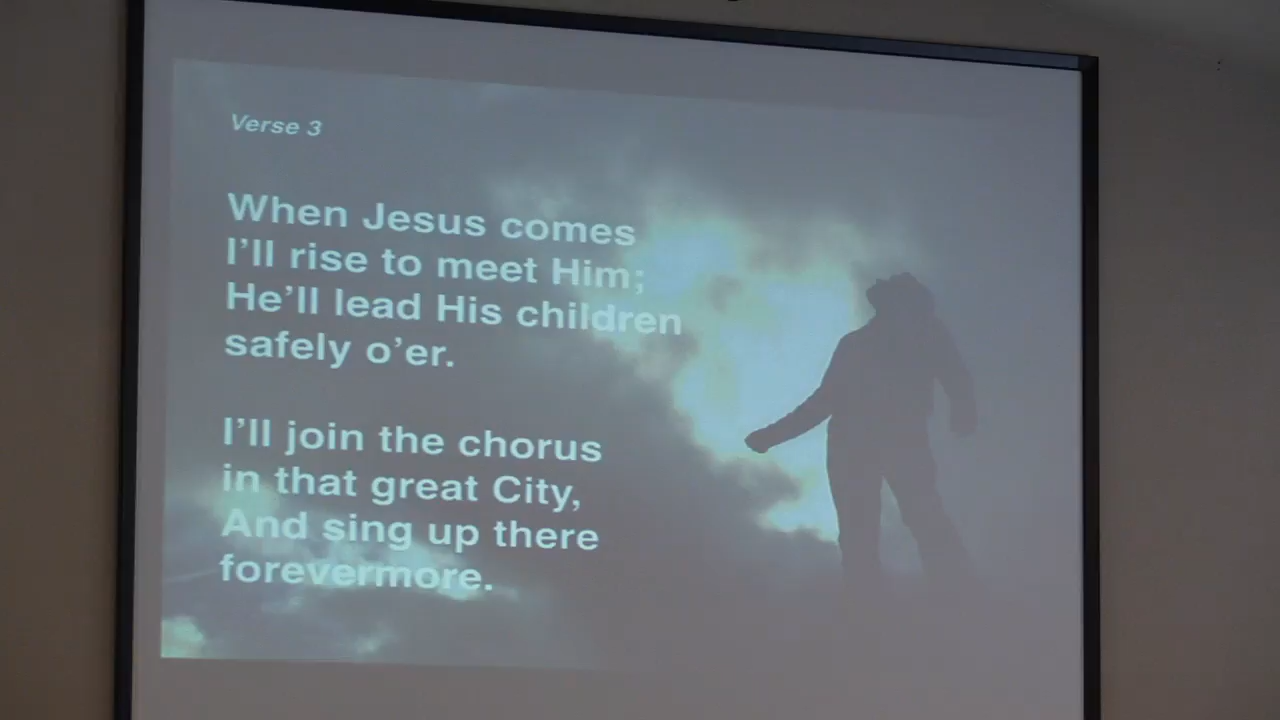 Verse 3
When Jesus comes
I'll rise to meet Him;
He'll lead His children
safely o'er.
I'll join the chorus
in that great City,
And sing up there
forevermore.